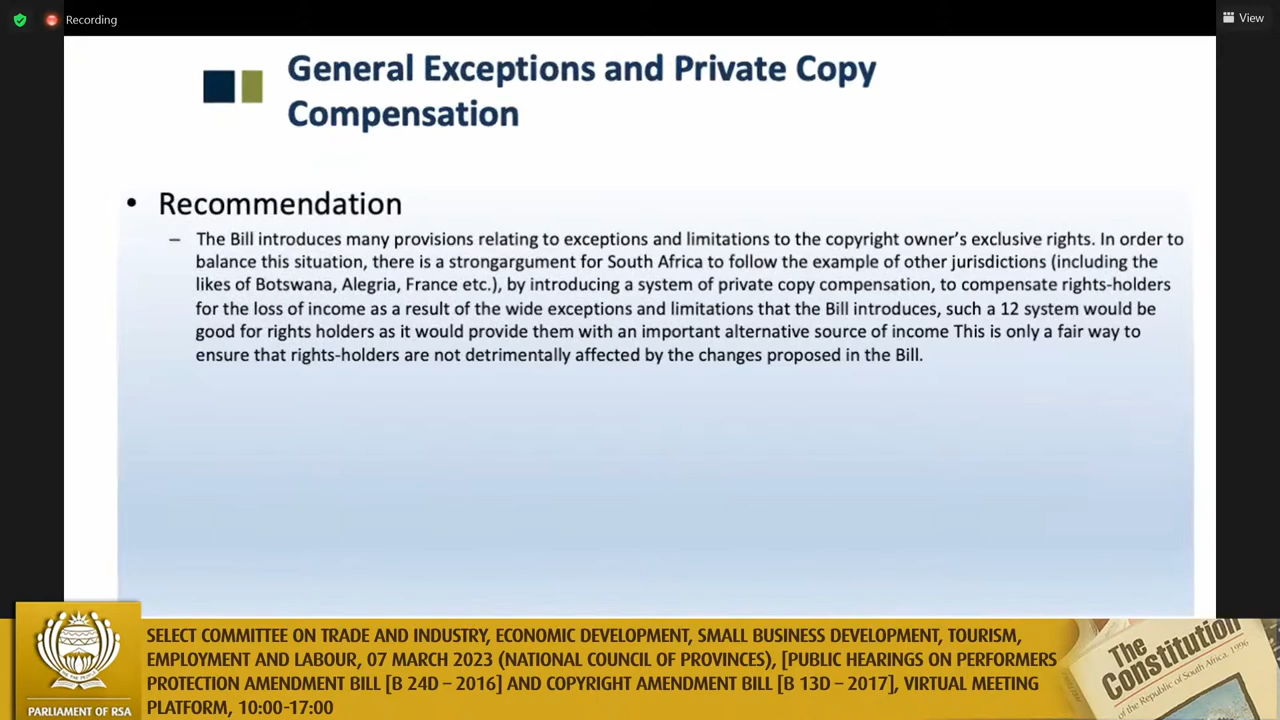 Recording
View
General Exceptions and Private Copy
Compensation
• Recommendation
– The Bill introduces many provisions relating to exceptions and limitations to the copyright owner's exclusive rights. In order to
balance this situation, there is a strongargument for South Africa to follow the example of other jurisdictions (including the
likes of Botswana, Alegria, France etc.), by introducing a system of private copy compensation, to compensate rights-holders
for the loss of income as a result of the wide exceptions and limitations that the Bill introduces, such a 12 system would be
good for rights holders as it would provide them with an important alternative source of income This is only a fair way to
ensure that rights-holders are not detrimentally affected by the changes proposed in the Bill.
SELECT COMMITTEE ON TRADE AND INDUSTRY, ECONOMIC DEVELOPMENT, SMALL BUSINESS DEVELOPMENT, TOURISM,
EMPLOYMENT AND LABOUR, 07 MARCH 2023 (NATIONAL COUNCIL OF PROVINCES), [PUBLIC HEARINGS ON PERFORMERS
PROTECTION AMENDMENT BILL [B 24D – 2016] AND COPYRIGHT AMENDMENT BILL [B 13D – 2017], VIRTUAL MEETING
PLATFORM, 10:00-17:00
PARLIAMENT OF RSA
The
Constitution
of the Republic of South Africa, 1996